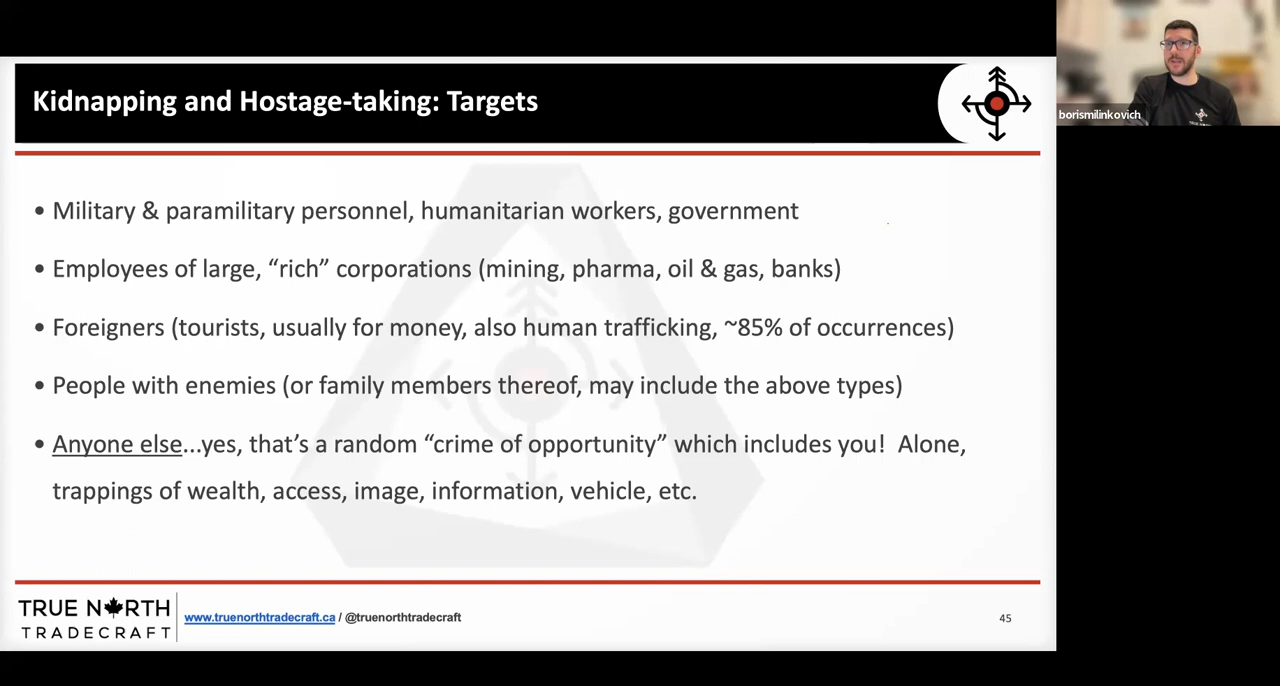 Kidnapping and Hostage-taking: Targets
borismilinkovich
• Military & paramilitary personnel, humanitarian workers, government
• Employees of large, “rich” corporations (mining, pharma, oil & gas, banks)
• Foreigners (tourists, usually for money, also human trafficking, ~85% of occurrences)
• People with enemies (or family members thereof, may include the above types)
• Anyone else...yes, that’s a random “crime of opportunity” which includes you!  Alone,
trappings of wealth, access, image, information, vehicle, etc.
TRUE NORTH
TRADECRAFT
www.truenorthtradecraft.ca / @truenorthtradecraft
45